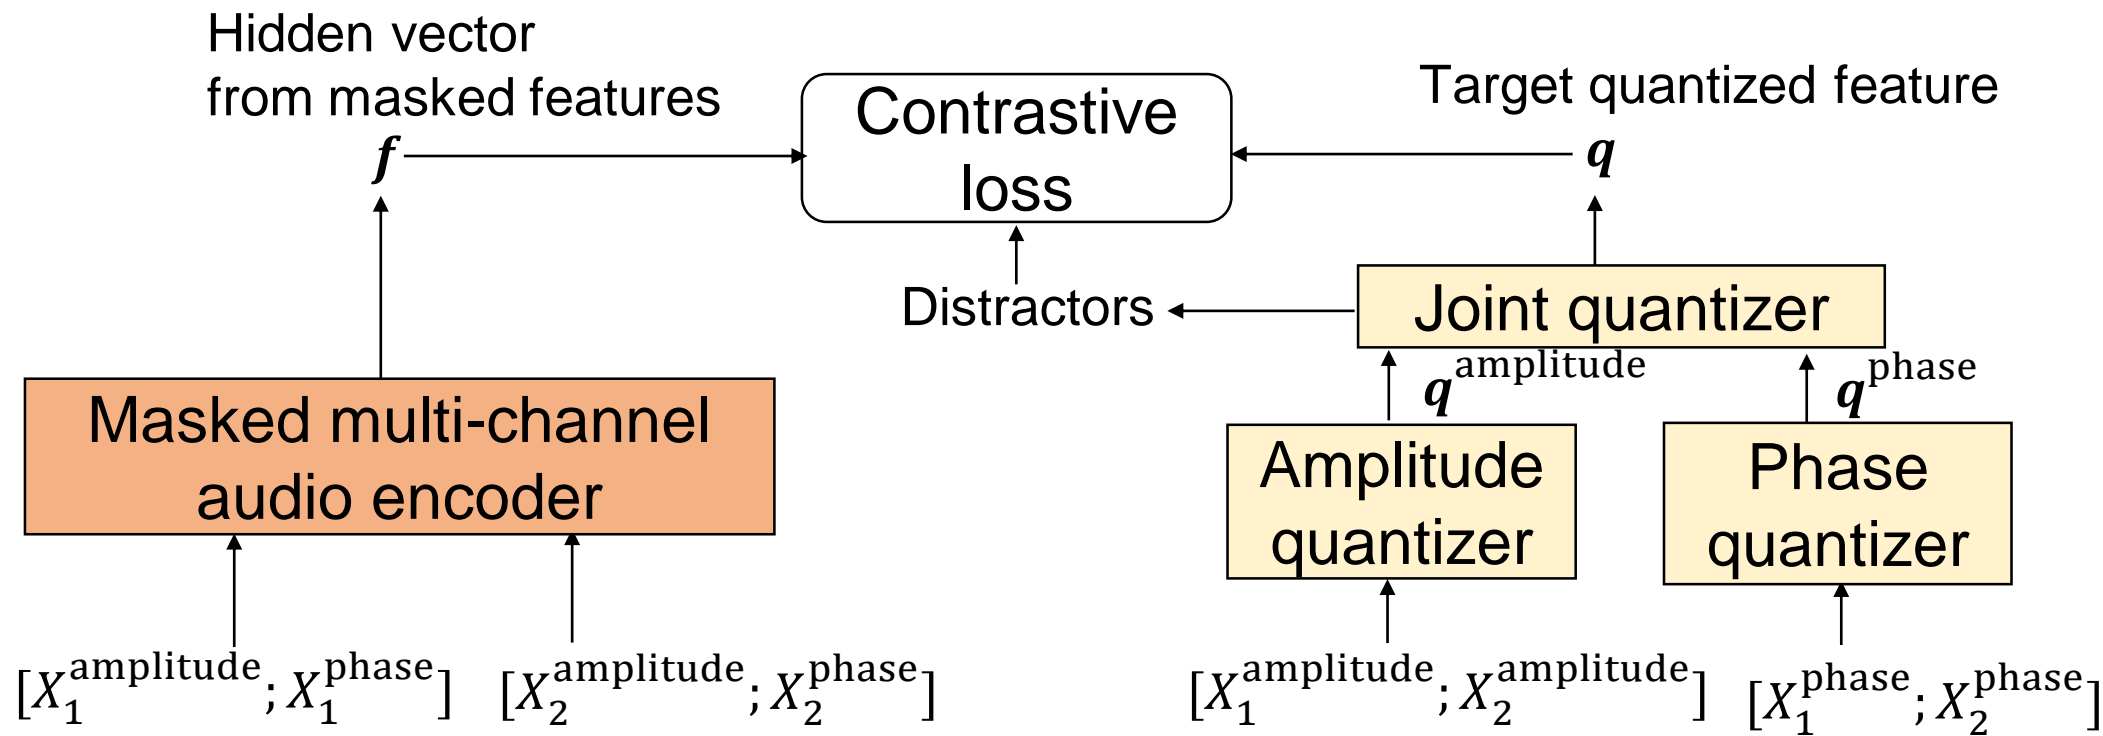 Hidden vector
from masked features
f
Contrastive
loss
Target quantized feature
q
Distractors
Joint quantizer
q^amplitude
q^phase
Masked multi-channel
audio encoder
Amplitude
quantizer
Phase
quantizer
[X_1^amplitude; X_1^phase]
[X_2^amplitude; X_2^phase]
[X_1^amplitude; X_2^amplitude]
[X_1^phase; X_2^phase]